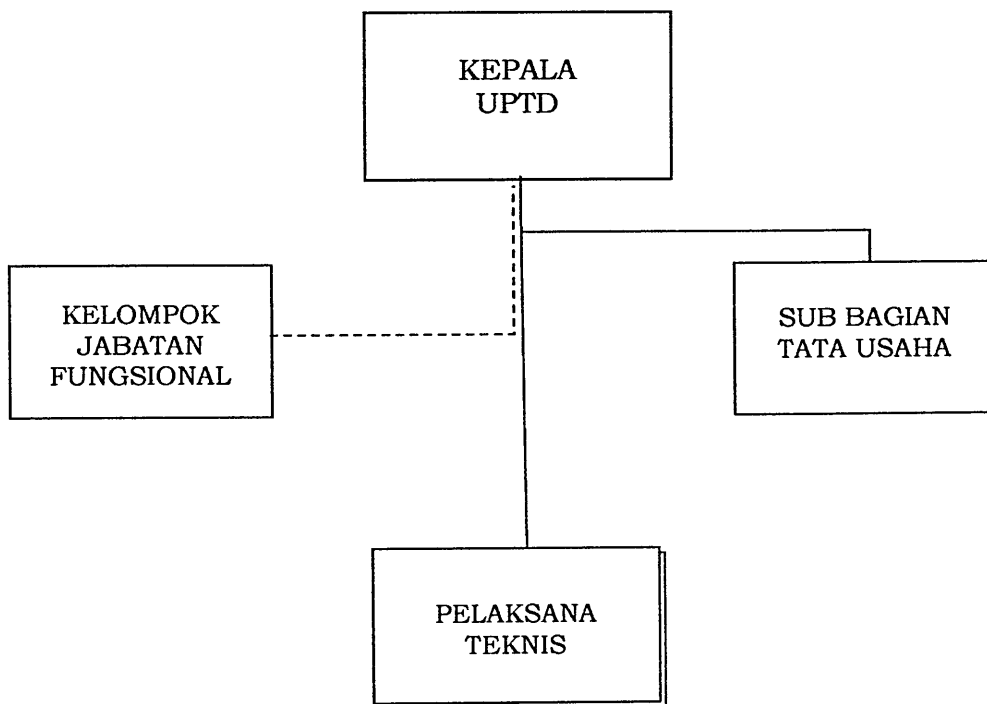 KEPALA
UPTD
KELOMPOK
JABATAN
FUNGSIONAL
SUB BAGIAN
TATA USAHA
PELAKSANA
TEKNIS